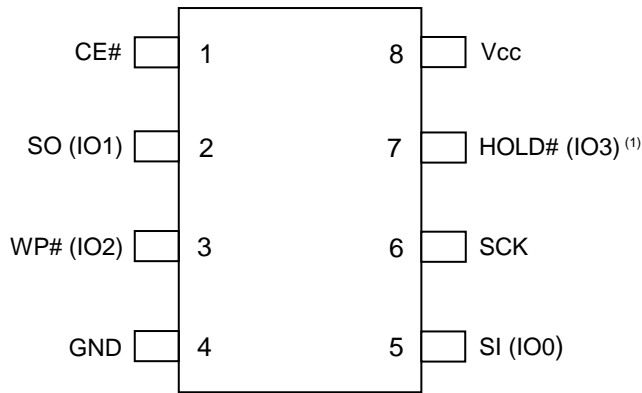 CE# 1 8 Vcc
SO (IO1) 2 7 HOLD# (IO3) (1)
WP# (IO2) 3 6 SCK
GND 4 5 SI (IO0)